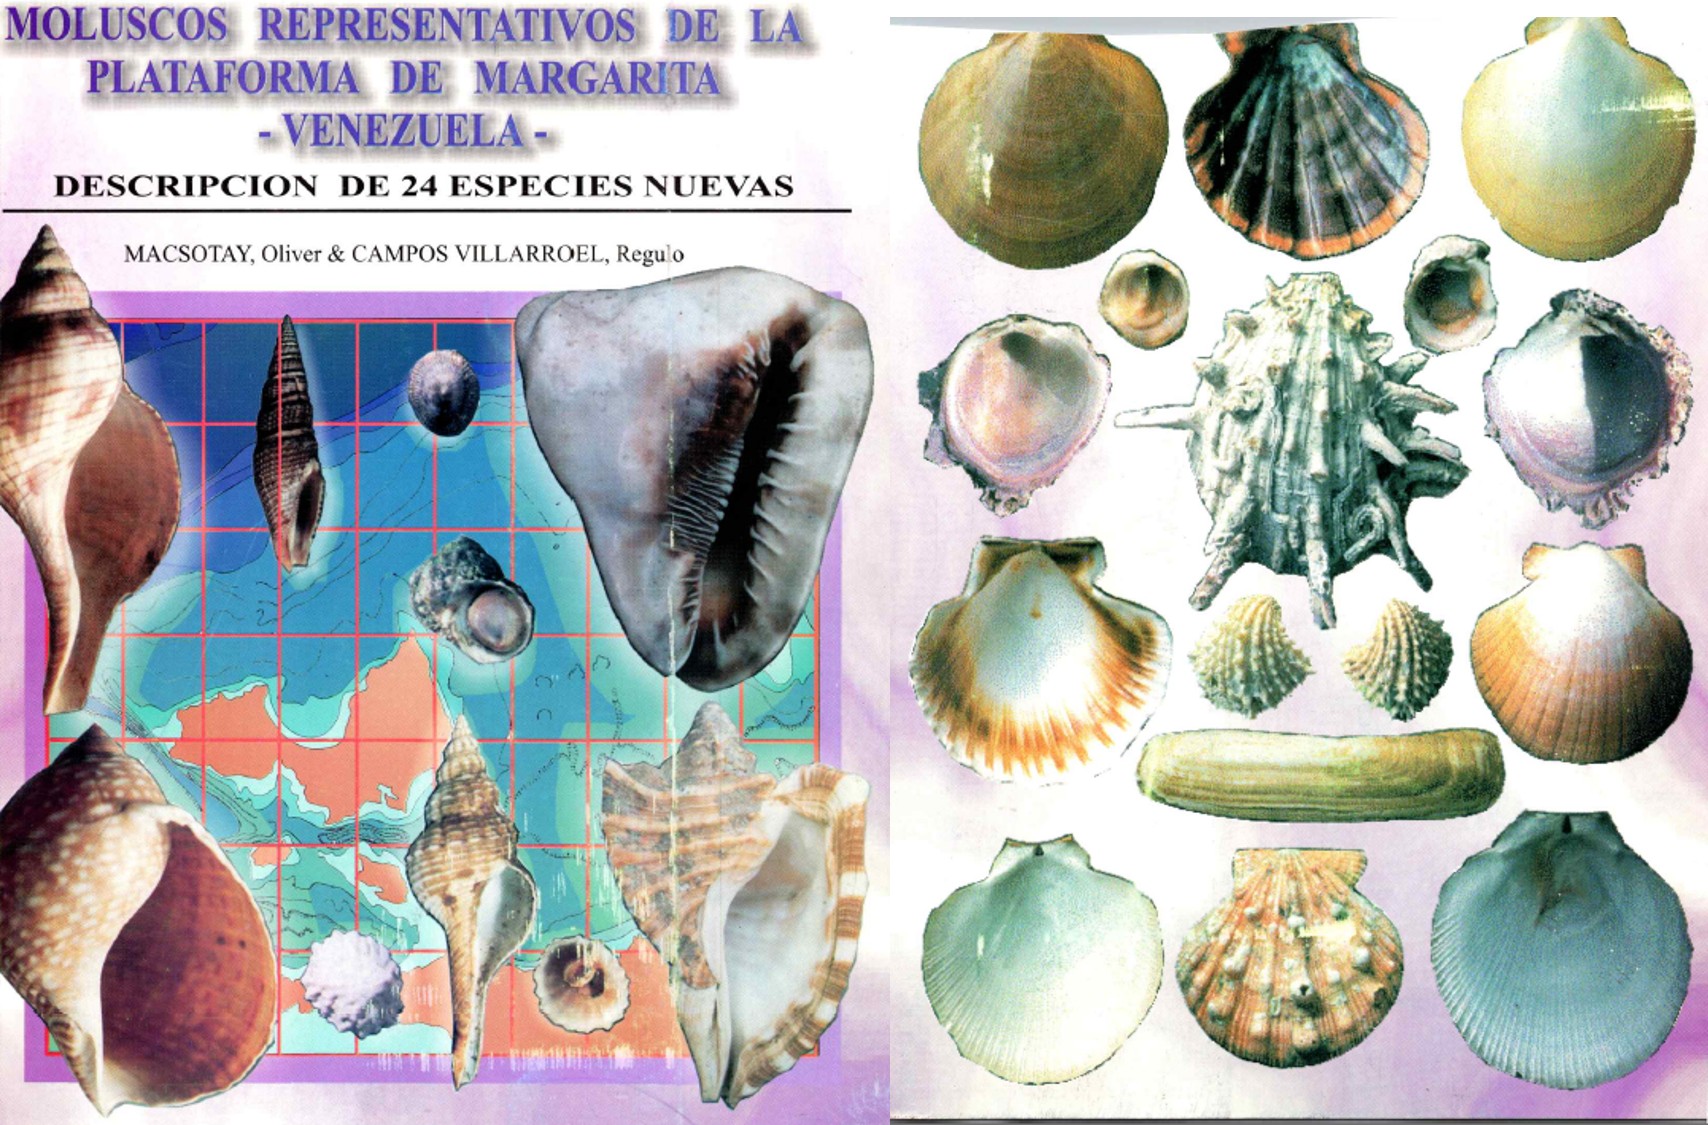 MOLUSCOS REPRESENTATIVOS DE LA
PLATAFORMA DE MARGARITA
- VENEZUELA -
DESCRIPCION DE 24 ESPECIES NUEVAS
MACSOTAY, Oliver & CAMPOS VILLARROEL, Regulo